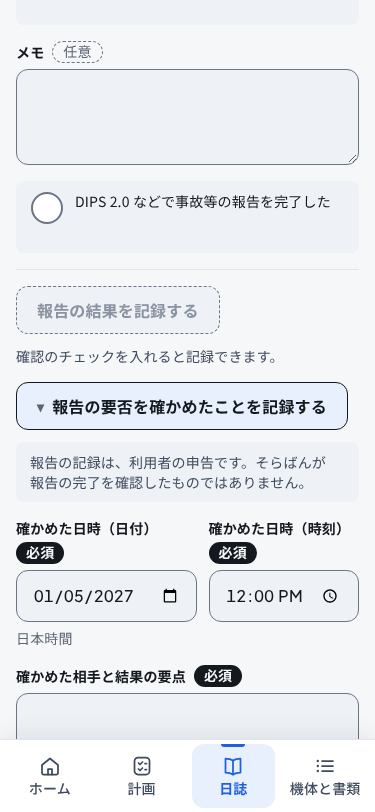 メモ 任意
DIPS 2.0 などで事故等の報告を完了した
報告の結果を記録する
確認のチェックを入れると記録できます。
▼ 報告の要否を確かめたことを記録する
報告の記録は、利用者の申告です。そらばんが
報告の完了を確認したものではありません。
確かめた日時（日付）
必須
01/05/2027
日本時間
確かめた日時（時刻）
必須
12:00 PM
確かめた相手と結果の要点 必須
ホーム
計画
日誌
機体と書類